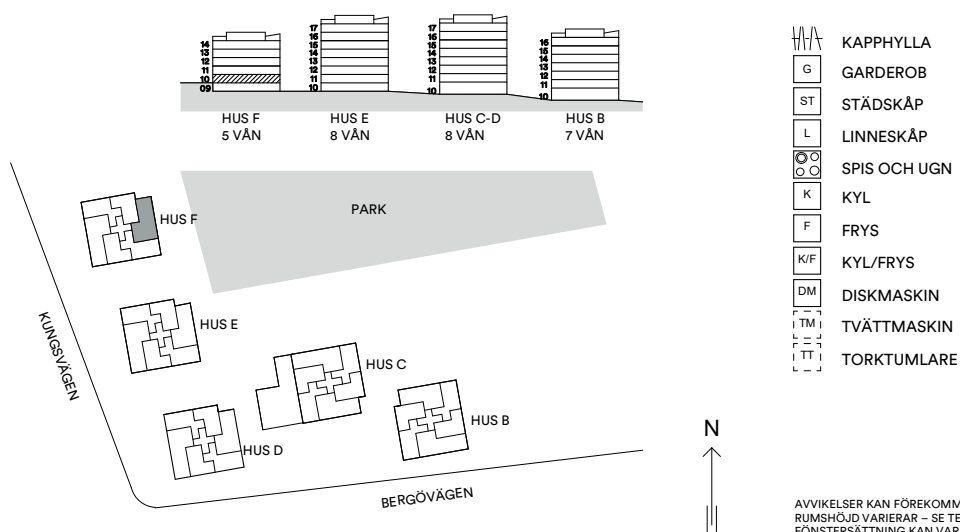 17
16
15
14
13
12
11
10
17
16
15
14
13
12
11
10
16
15
14
13
12
11
10
14
13
12
11
10
09
HUS F
5 VÅN
HUS E
8 VÅN
HUS C-D
8 VÅN
HUS B
7 VÅN
PARK
HUS F
HUS E
HUS C
HUS B
HUS D
KUNGSVÄGEN
BERGÖVÄGEN
N
KAPPHYLLA
G GARDEROB
ST STÄDSKÅP
L LINNESKÅP
SPIS OCH UGN
K KYL
F FRYS
K/F KYL/FRYS
DM DISKMASKIN
TM TVÄTTMASKIN
TT TORKTUMLARE
AVVIKELSER KAN FÖREKOMM
RUMSHÖJD VARIERAR – SE TE
FÖNSTERSÄTTNING KAN VAR